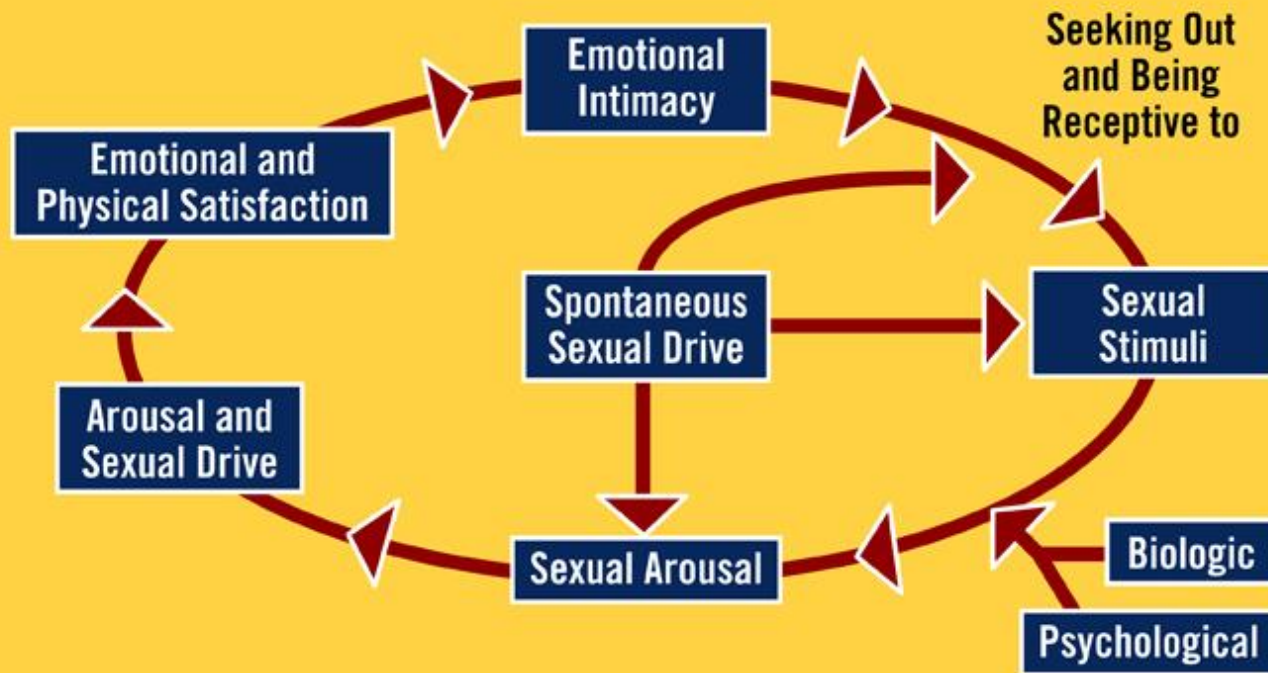 Seeking Out
and Being
Receptive to
Emotional
Intimacy
Emotional and
Physical Satisfaction
Spontaneous
Sexual Drive
Sexual
Stimuli
Arousal and
Sexual Drive
Sexual Arousal
Biologic
Psychological